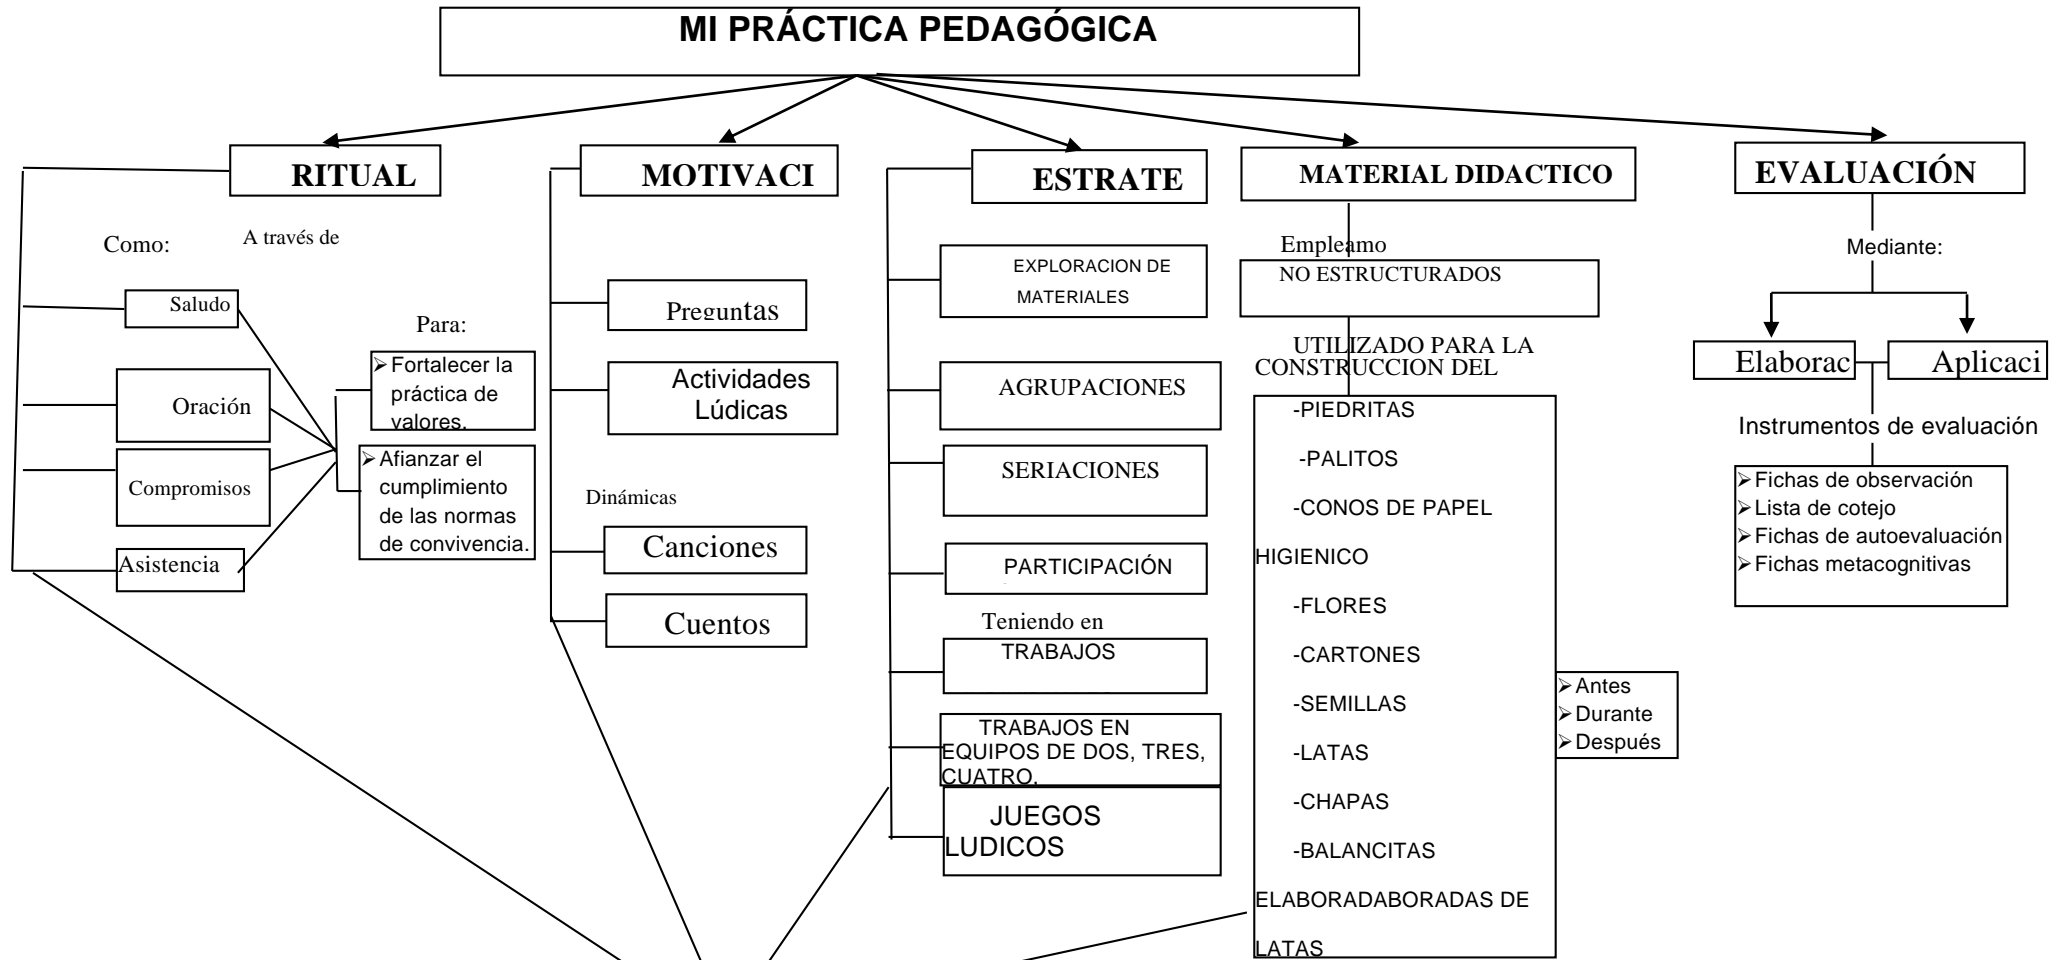 MI PRÁCTICA PEDAGÓGICA
RITUAL
MOTIVACI
ESTRATE
MATERIAL DIDACTICO
EVALUACIÓN
Como:
A través de
Saludo
Oración
Compromisos
Asistencia
Para:
➢ Fortalecer la
práctica de
valores.
➢ Afianzar el
cumplimiento
de las normas
de convivencia.
Preguntas
Actividades
Lúdicas
Dinámicas
Canciones
Cuentos
EXPLORACION DE
MATERIALES
AGRUPACIONES
SERIACIONES
PARTICIPACIÓN
Teniendo en
TRABAJOS
TRABAJOS EN
EQUIPOS DE DOS, TRES,
CUATRO.
JUEGOS
LUDICOS
Empleamo
NO ESTRUCTURADOS
UTILIZADO PARA LA
CONSTRUCCION DEL
-PIEDRITAS
-PALITOS
-CONOS DE PAPEL
HIGIENICO
-FLORES
-CARTONES
-SEMILLAS
-LATAS
-CHAPAS
-BALANCITAS
ELABORADABORADAS DE
LATAS
➢ Antes
➢ Durante
➢ Después
Mediante:
Elaborac
Aplicaci
Instrumentos de evaluación
➢ Fichas de observación
➢ Lista de cotejo
➢ Fichas de autoevaluación
➢ Fichas metacognitivas